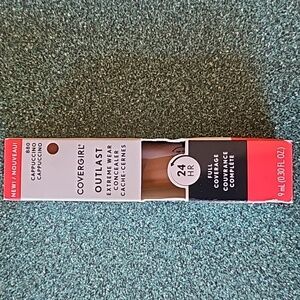 NEW!/NOUVEAU!
880
CAPPUCCINO
CAPPUCCINO
COVERGIRL
OUTLAST
EXTREME WEAR
CONCEALER
CACHE-CERNES
24
HR
FULL
COVERAGE
COUVRANCE
COMPLÈTE
9 mL (0.30 FL. OZ.)